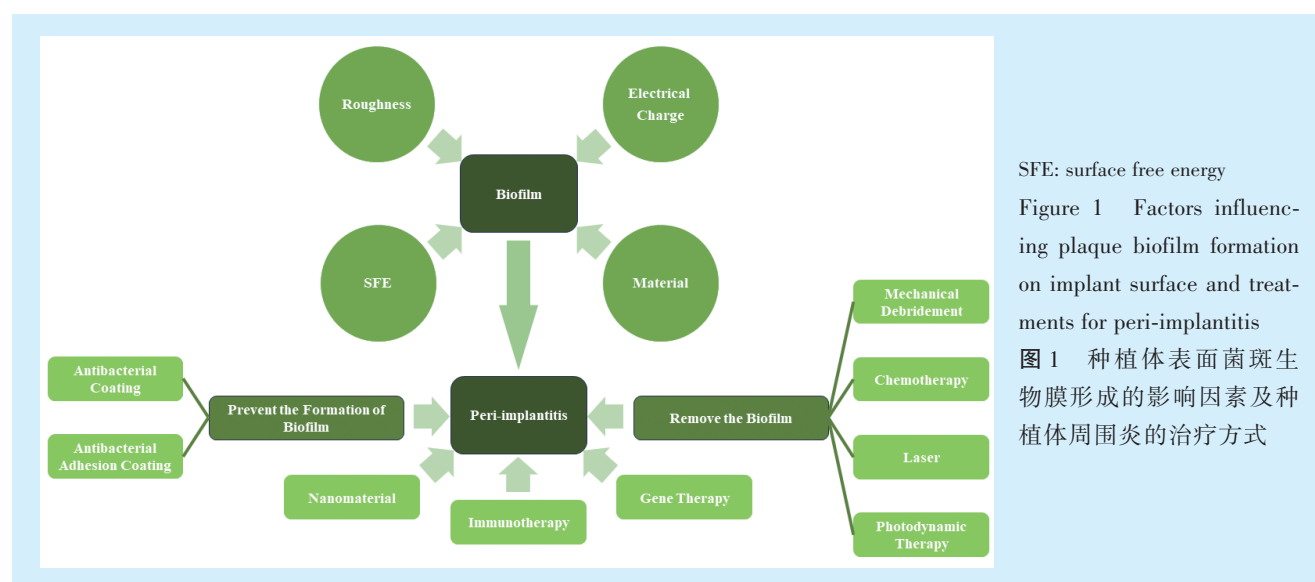 Roughness
Electrical
Charge
Biofilm
SFE
Material
Antibacterial
Coating
Antibacterial
Adhesion Coating
Prevent the Formation of
Biofilm
Peri-implantitis
Remove the Biofilm
Mechanical
Debridement
Chemotherapy
Laser
Photodynamic
Therapy
Nanomaterial
Immunotherapy
Gene Therapy
SFE: surface free energy
Figure 1 Factors influenc-
ing plaque biofilm formation
on implant surface and treat-
ments for peri-implantitis
图 1 种植体表面菌斑生
物膜形成的影响因素及种
植体周围炎的治疗方式